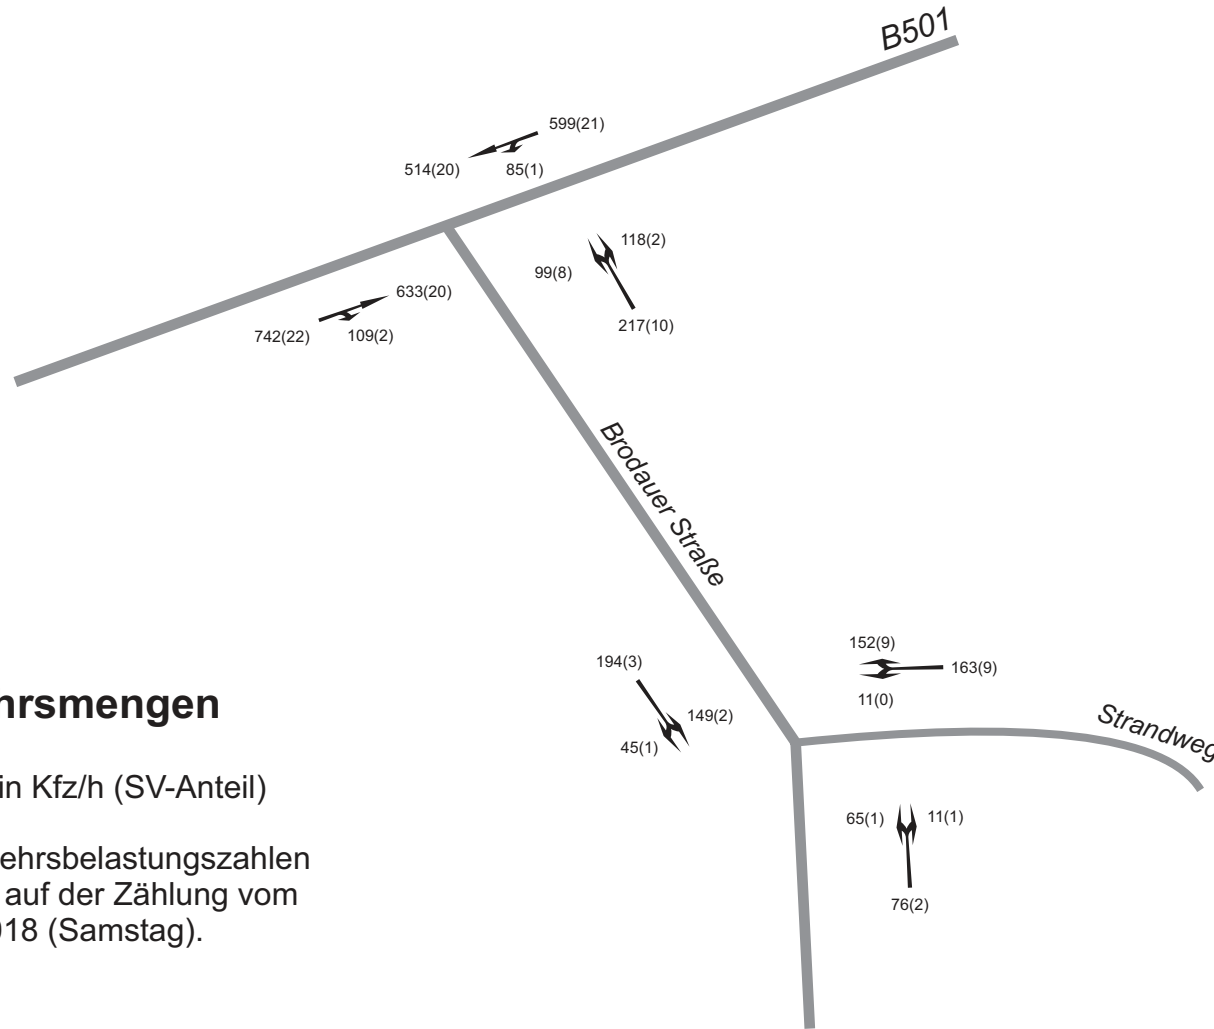 B501
599(21)
514(20)
85(1)
118(2)
99(8)
633(20)
217(10)
742(22)
109(2)
Brodauer Straße
152(9)
194(3)
163(9)
11(0)
149(2)
45(1)
Strandweg
65(1)
11(1)
76(2)
hrsmengen
in Kfz/h (SV-Anteil)
ehrsbelastungszahlen
auf der Zählung vom
018 (Samstag).